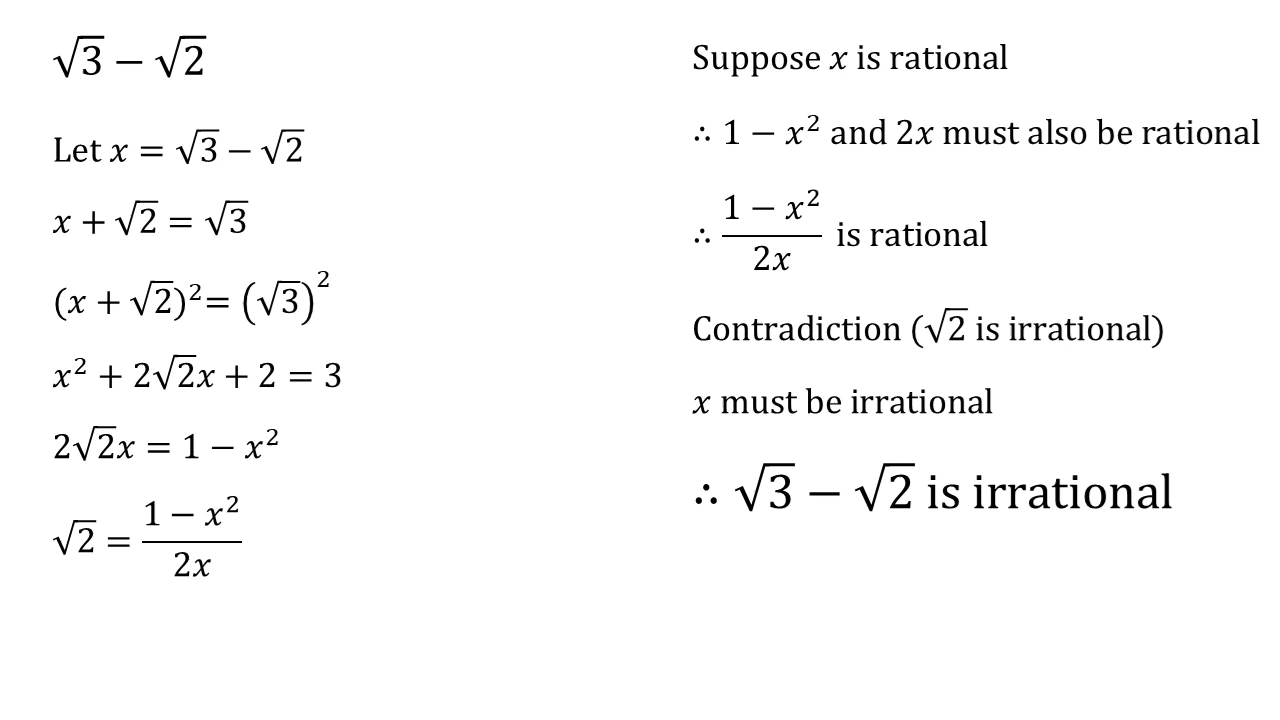 √3 − √2
Let x = √3 − √2
x + √2 = √3
(x + √2)² = (√3)²
x² + 2√2x + 2 = 3
2√2x = 1 − x²
√2 = (1 − x²)/(2x)
Suppose x is rational
∴ 1 − x² and 2x must also be rational
∴ (1 − x²)/(2x) is rational
Contradiction (√2 is irrational)
x must be irrational
∴ √3 − √2 is irrational